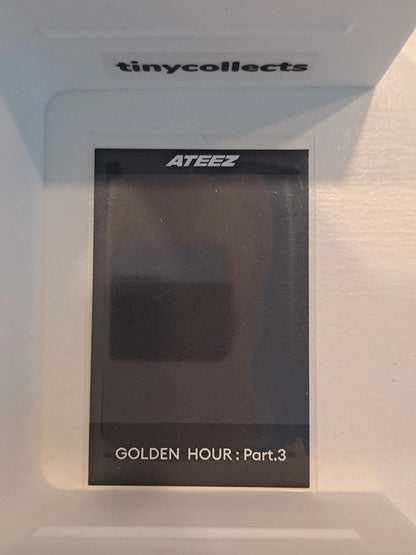 tinycollects
ATEEZ
GOLDEN HOUR : Part.3